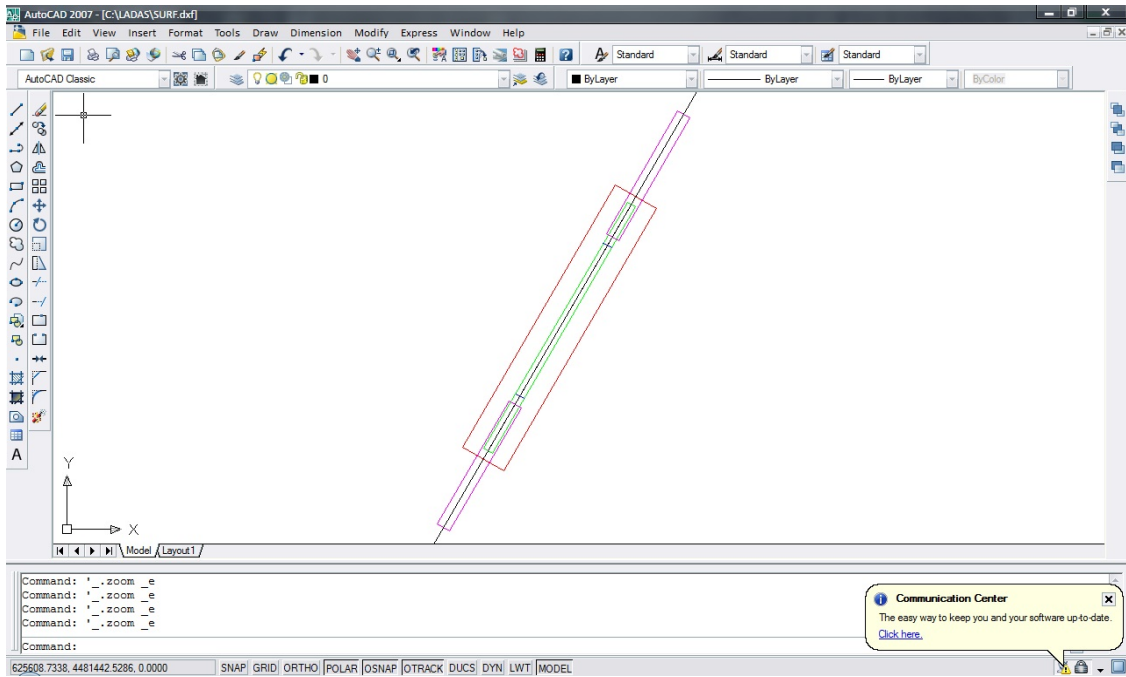 AutoCAD 2007 - [C:\LADAS\SURF.dxf]
File Edit View Insert Format Tools Draw Dimension Modify Express Window Help
Standard Standard Standard
AutoCAD Classic 0 ByLayer ByLayer ByLayer ByColor
A
Y
X
Model Layout1
Command: '_.zoom _e
Command: '_.zoom _e
Command: '_.zoom _e
Command: '_.zoom _e
Command:
Communication Center
The easy way to keep you and your software up-to-date.
Click here.
625608.7338, 4481442.5286, 0.0000 SNAP GRID ORTHO POLAR OSNAP OTRACK DUCS DYN LWT MODEL